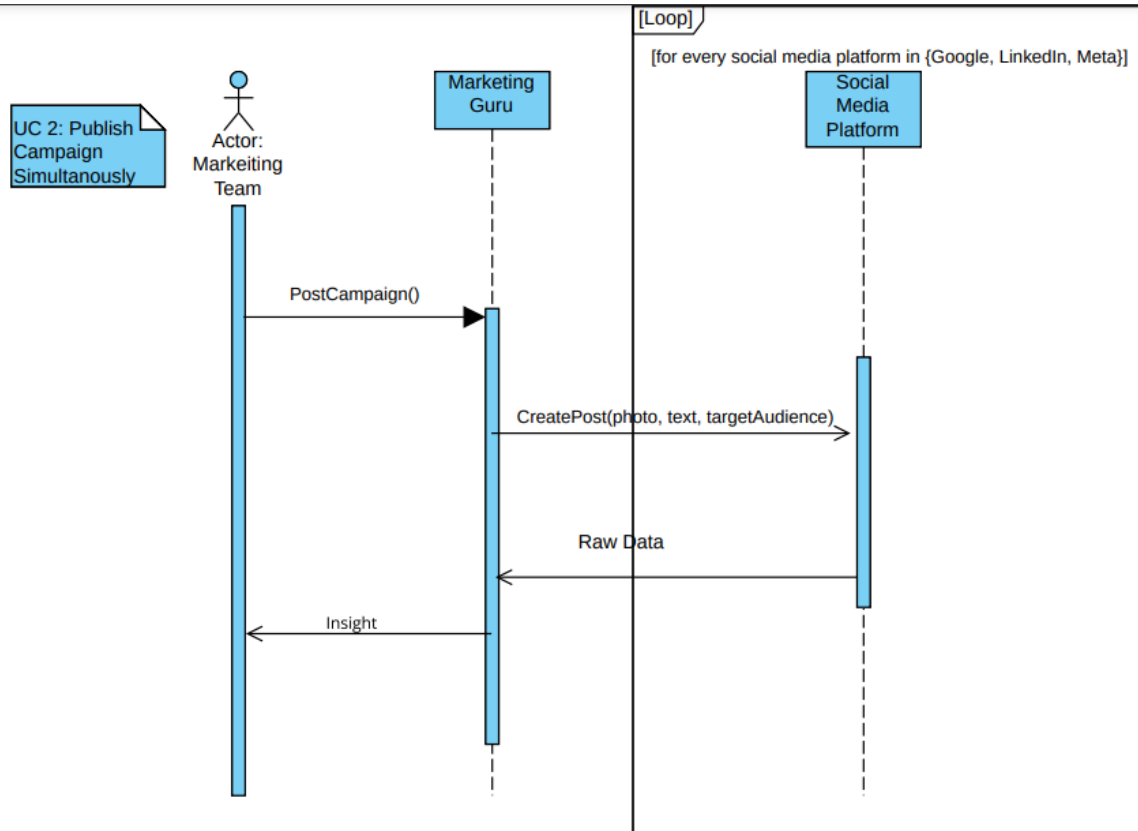 [Loop]
[for every social media platform in {Google, LinkedIn, Meta}]
UC 2: Publish
Campaign
Simultanously
Actor:
Markeiting
Team
Marketing
Guru
Social
Media
Platform
PostCampaign()
CreatePost(photo, text, targetAudience)
Raw Data
Insight